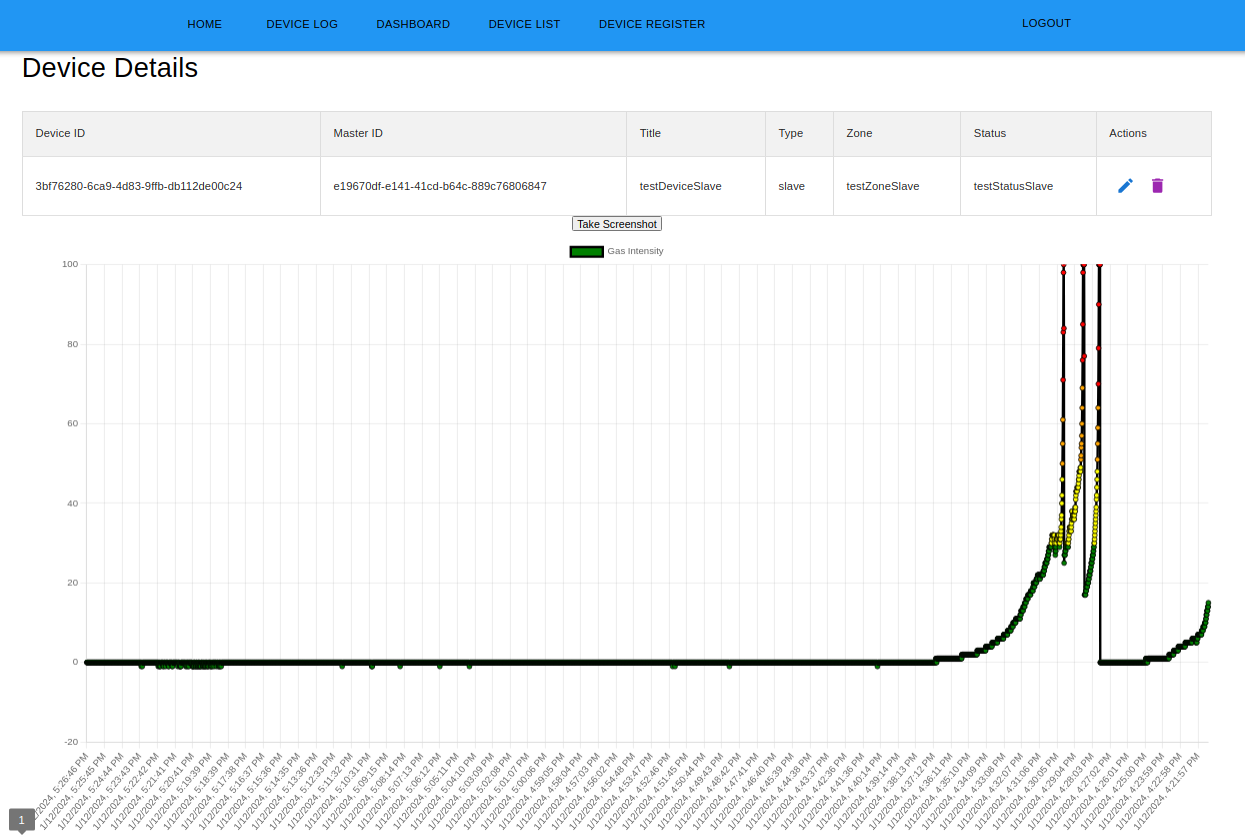 HOME DEVICE LOG DASHBOARD DEVICE LIST DEVICE REGISTER LOGOUT
Device Details
Device ID Master ID Title Type Zone Status Actions
3bf76280-6ca9-4d83-9ffb-db112de00c24 e19670df-e141-41cd-b64c-889c76806847 testDeviceSlave slave testZoneSlave testStatusSlave
Take Screenshot
Gas Intensity
100
80
60
40
20
0
-20
1/12/2024, 5:26:46 PM
1/12/2024, 5:25:45 PM
1/12/2024, 5:24:44 PM
1/12/2024, 5:23:43 PM
1/12/2024, 5:22:42 PM
1/12/2024, 5:21:41 PM
1/12/2024, 5:20:41 PM
1/12/2024, 5:19:39 PM
1/12/2024, 5:18:39 PM
1/12/2024, 5:17:38 PM
1/12/2024, 5:16:37 PM
1/12/2024, 5:15:36 PM
1/12/2024, 5:14:35 PM
1/12/2024, 5:13:36 PM
1/12/2024, 5:12:33 PM
1/12/2024, 5:11:32 PM
1/12/2024, 5:10:31 PM
1/12/2024, 5:09:15 PM
1/12/2024, 5:08:14 PM
1/12/2024, 5:07:13 PM
1/12/2024, 5:06:12 PM
1/12/2024, 5:05:11 PM
1/12/2024, 5:04:10 PM
1/12/2024, 5:03:09 PM
1/12/2024, 5:02:08 PM
1/12/2024, 5:01:07 PM
1/12/2024, 5:00:06 PM
1/12/2024, 4:59:05 PM
1/12/2024, 4:58:04 PM
1/12/2024, 4:57:03 PM
1/12/2024, 4:56:02 PM
1/12/2024, 4:54:48 PM
1/12/2024, 4:53:47 PM
1/12/2024, 4:52:46 PM
1/12/2024, 4:51:45 PM
1/12/2024, 4:50:44 PM
1/12/2024, 4:49:43 PM
1/12/2024, 4:48:42 PM
1/12/2024, 4:47:41 PM
1/12/2024, 4:46:40 PM
1/12/2024, 4:45:39 PM
1/12/2024, 4:44:38 PM
1/12/2024, 4:43:37 PM
1/12/2024, 4:42:36 PM
1/12/2024, 4:41:36 PM
1/12/2024, 4:40:14 PM
1/12/2024, 4:39:14 PM
1/12/2024, 4:38:13 PM
1/12/2024, 4:37:12 PM
1/12/2024, 4:36:11 PM
1/12/2024, 4:35:10 PM
1/12/2024, 4:34:09 PM
1/12/2024, 4:33:08 PM
1/12/2024, 4:32:07 PM
1/12/2024, 4:31:06 PM
1/12/2024, 4:30:05 PM
1/12/2024, 4:29:04 PM
1/12/2024, 4:28:03 PM
1/12/2024, 4:27:02 PM
1/12/2024, 4:26:01 PM
1/12/2024, 4:25:00 PM
1/12/2024, 4:23:59 PM
1/12/2024, 4:22:58 PM
1/12/2024, 4:21:57 PM
1